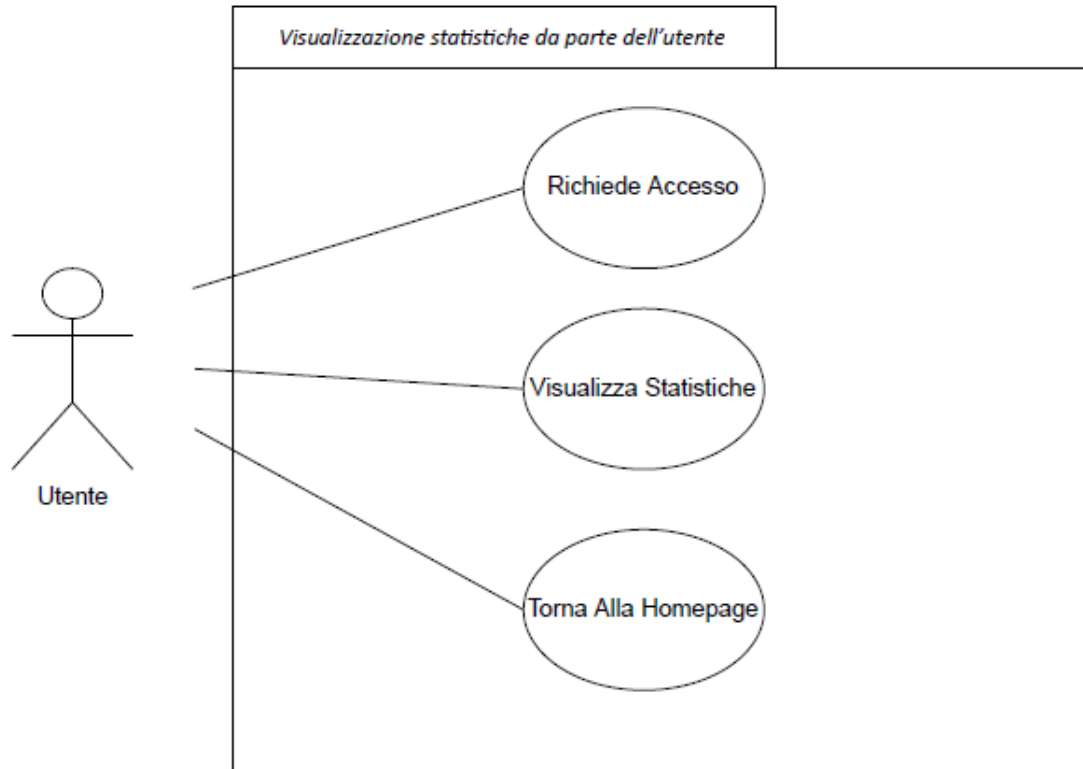 Visualizzazione statistiche da parte dell'utente
Richiede Accesso
Visualizza Statistiche
Utente
Torna Alla Homepage